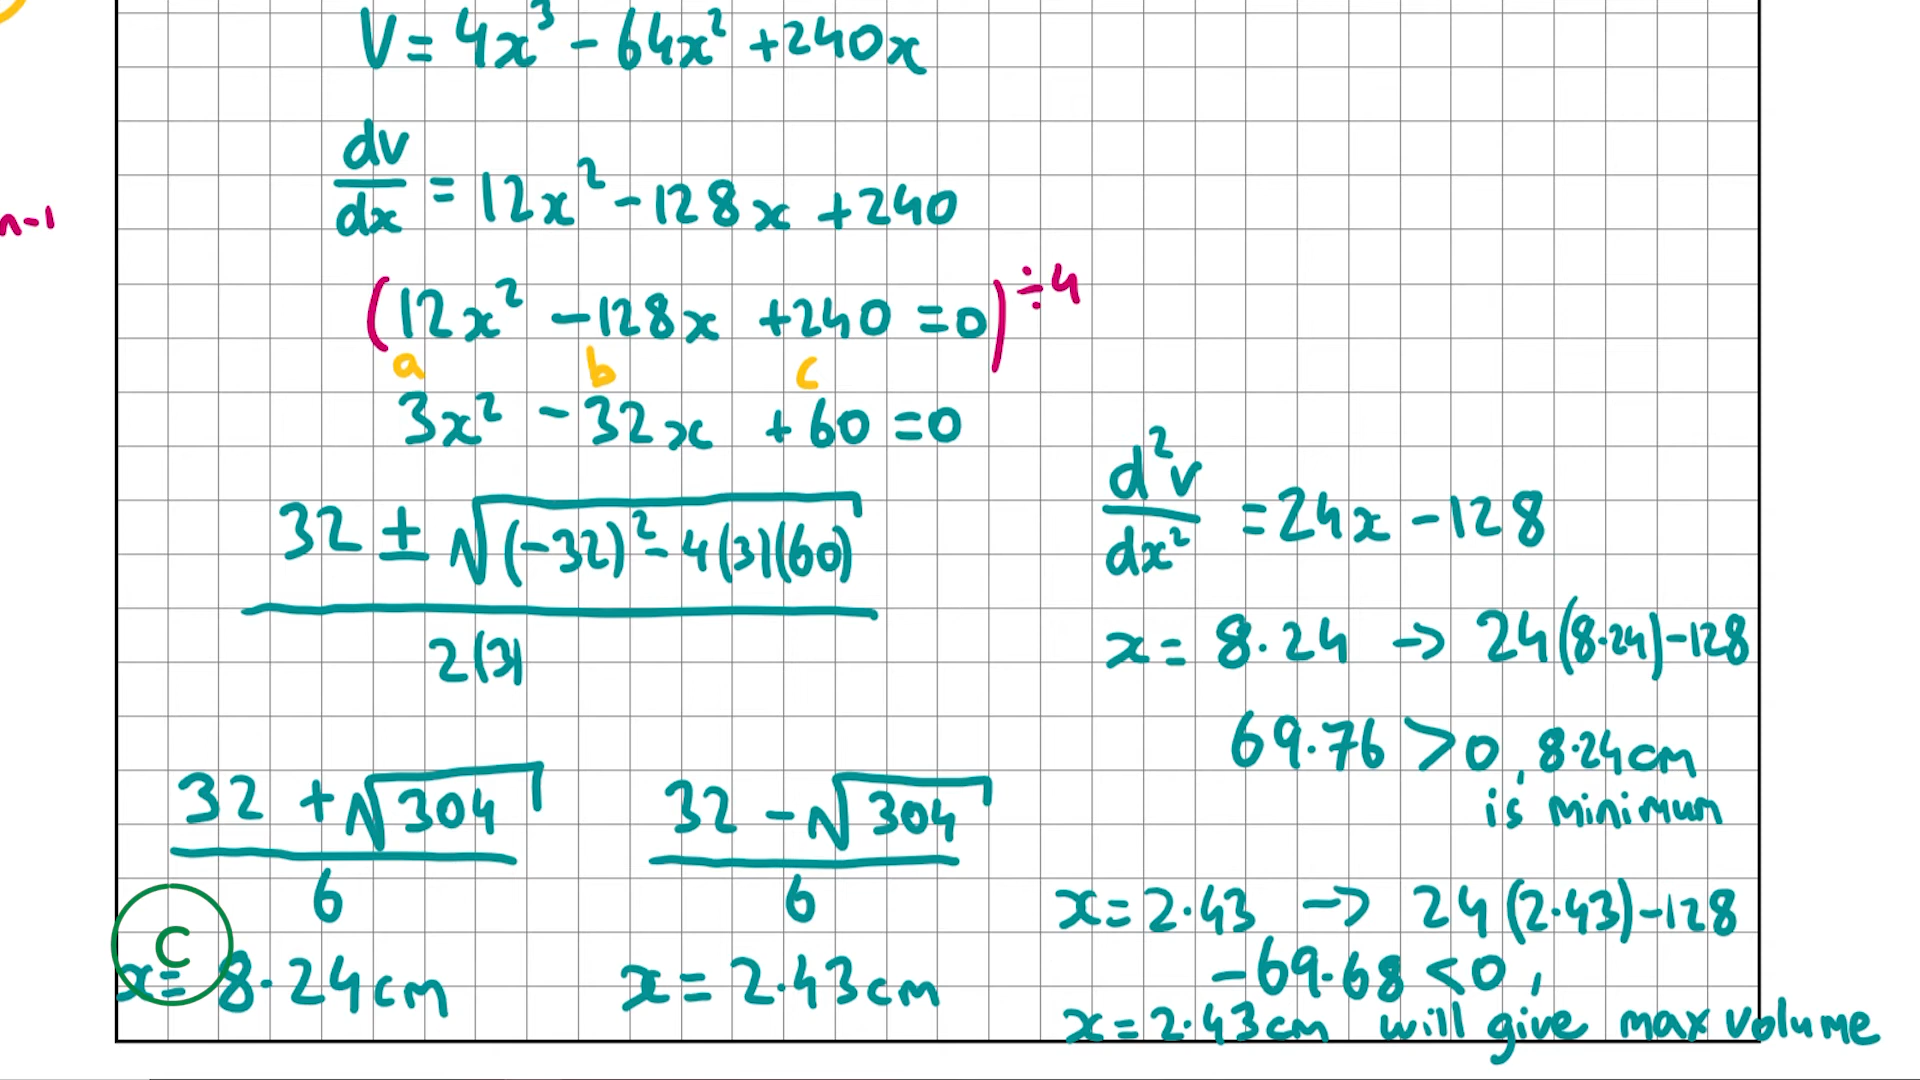 V = 4x³ - 64x² + 240x
n-1
dv/dx = 12x² - 128x + 240
(12x² - 128x + 240 = 0) ÷4
a b c
3x² - 32x + 60 = 0
32 ± √((-32)² - 4(3)(60)) / 2(3)
32 + √304 / 6
32 - √304 / 6
C
x = 8.24cm
x = 2.43cm
d²v/dx² = 24x - 128
x = 8.24 → 24(8.24) - 128
69.76 > 0, 8.24cm
is minimum
x = 2.43 → 24(2.43) - 128
-69.68 < 0,
x = 2.43cm will give max volume